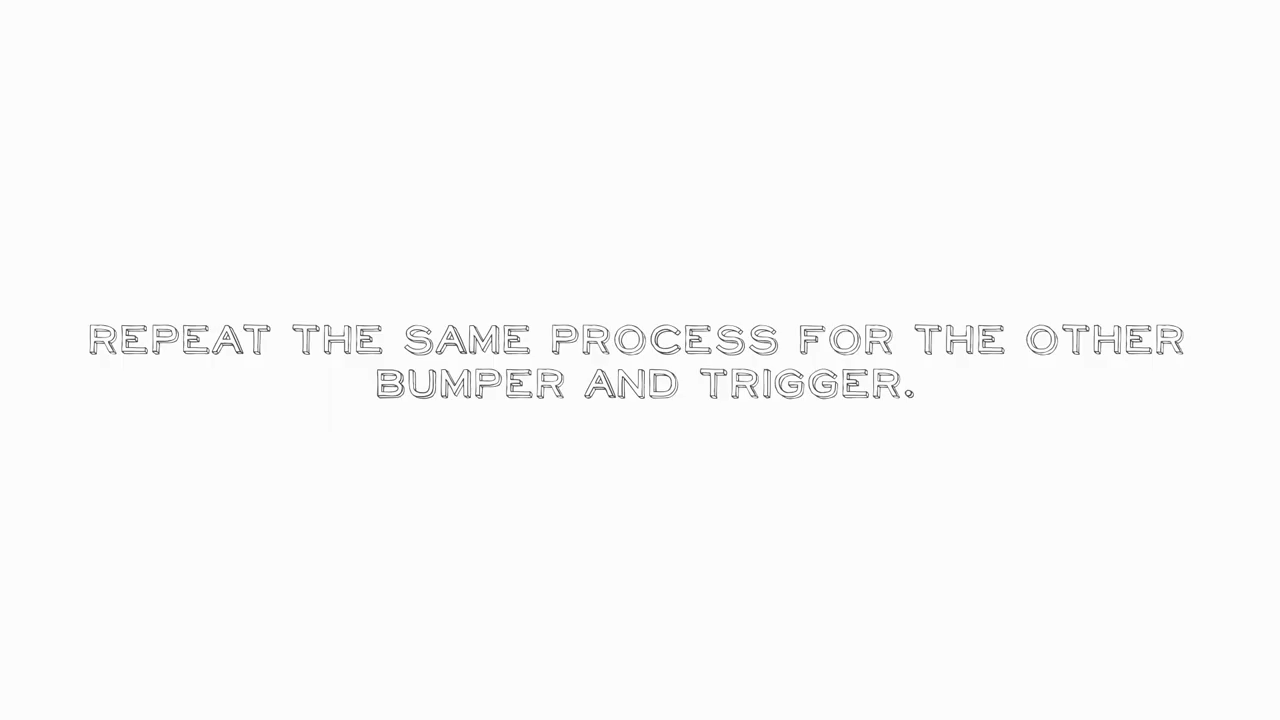 REPEAT THE SAME PROCESS FOR THE OTHER
BUMPER AND TRIGGER.